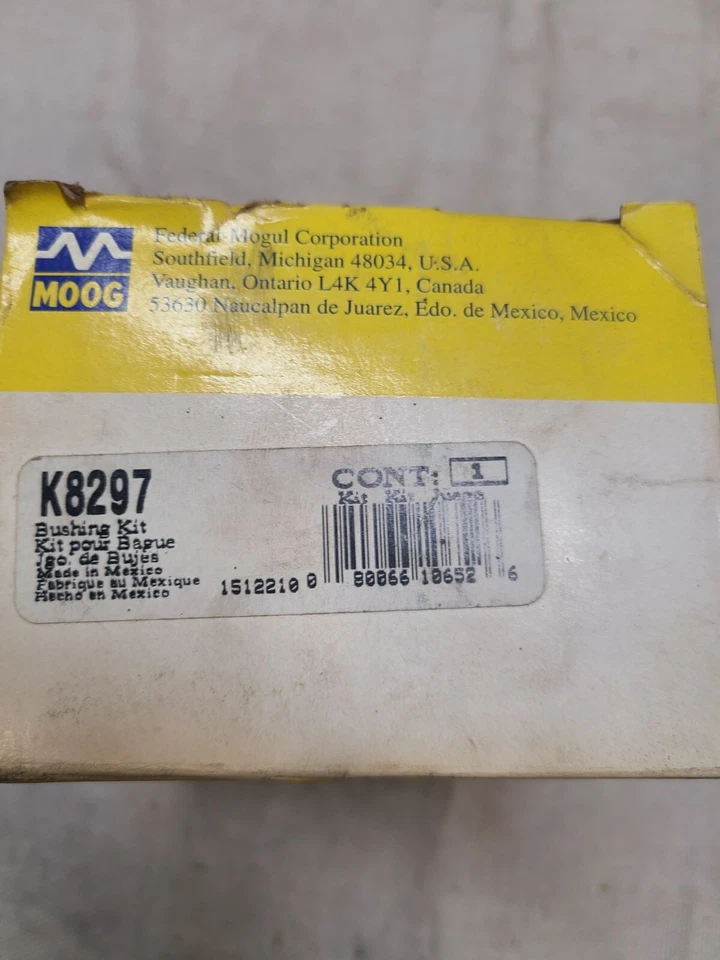 MOOG
Federal-Mogul Corporation
Southfield, Michigan 48034, U.S.A.
Vaughan, Ontario L4K 4Y1, Canada
53630 Naucalpan de Juarez, Edo. de Mexico, Mexico
K8297
Bushing Kit
Kit pour Bague
Jgo. de Bujes
Made in Mexico
Fabrique au Mexique
Hecho en Mexico
CONT: 1
Kit Kit Juego
1512210 0 80066 10652 6